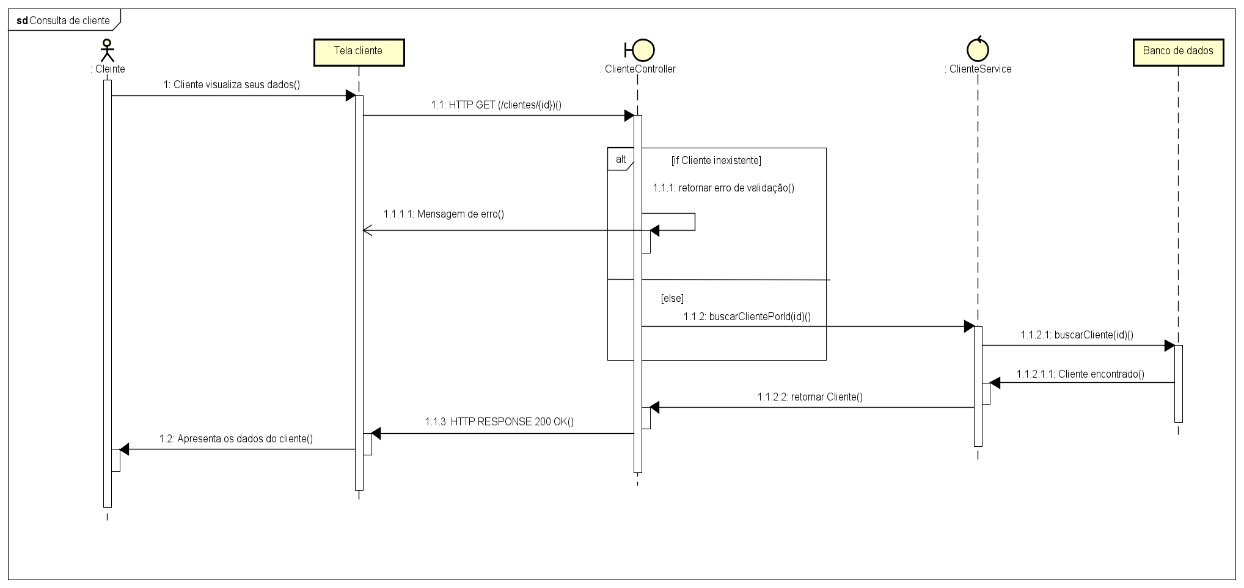 sd Consulta de cliente
: Cleinte
Tela cliente
: ClienteController
: ClienteService
Banco de dados
1: Cliente visualiza seus dados()
1.1: HTTP GET (/clientes/{id})()
alt
[if Cliente inexistente]
1.1.1: retornar erro de validação()
1.1.1.1: Mensagem de erro()
[else]
1.1.2: buscarClientePorId(id)()
1.1.2.1: buscarCliente(id)()
1.1.2.1.1: Cliente encontrado()
1.1.2.2: retornar Cliente()
1.1.3: HTTP RESPONSE 200 OK()
1.2: Apresenta os dados do cliente()